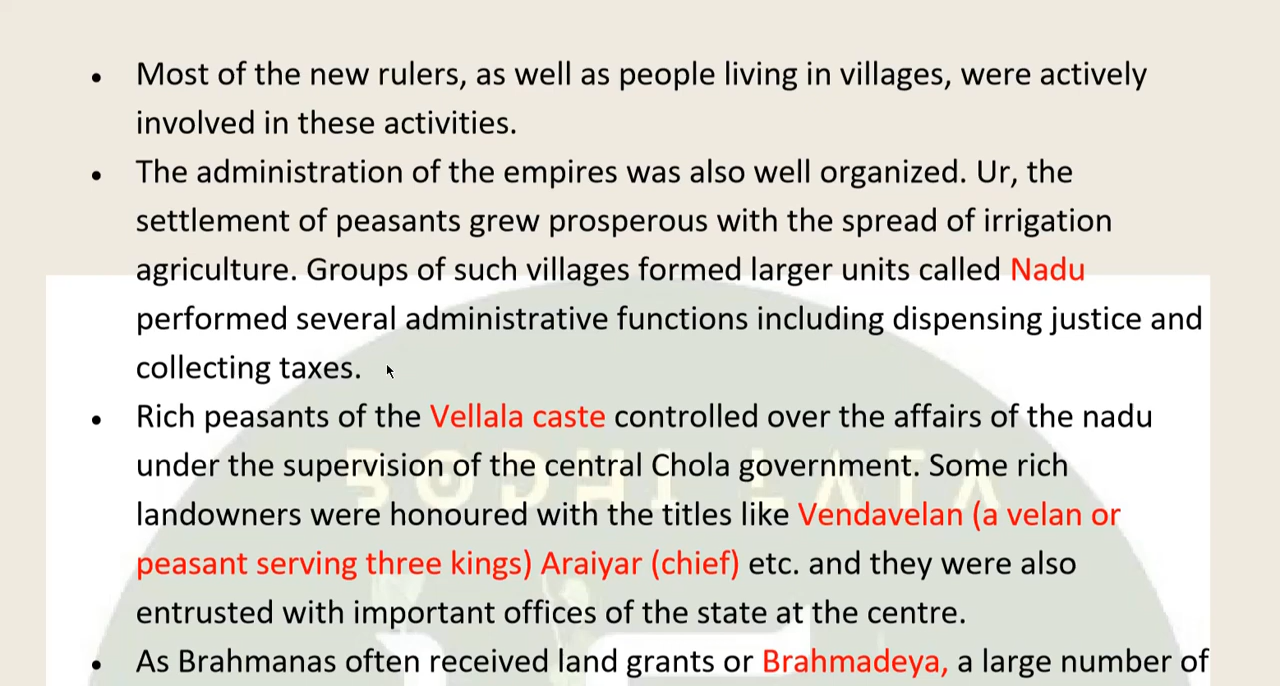 • Most of the new rulers, as well as people living in villages, were actively
involved in these activities.
• The administration of the empires was also well organized. Ur, the
settlement of peasants grew prosperous with the spread of irrigation
agriculture. Groups of such villages formed larger units called Nadu
performed several administrative functions including dispensing justice and
collecting taxes.
• Rich peasants of the Vellala caste controlled over the affairs of the nadu
under the supervision of the central Chola government. Some rich
BODHI LATA
landowners were honoured with the titles like Vendavelan (a velan or
peasant serving three kings) Araiyar (chief) etc. and they were also
entrusted with important offices of the state at the centre.
• As Brahmanas often received land grants or Brahmadeya, a large number of